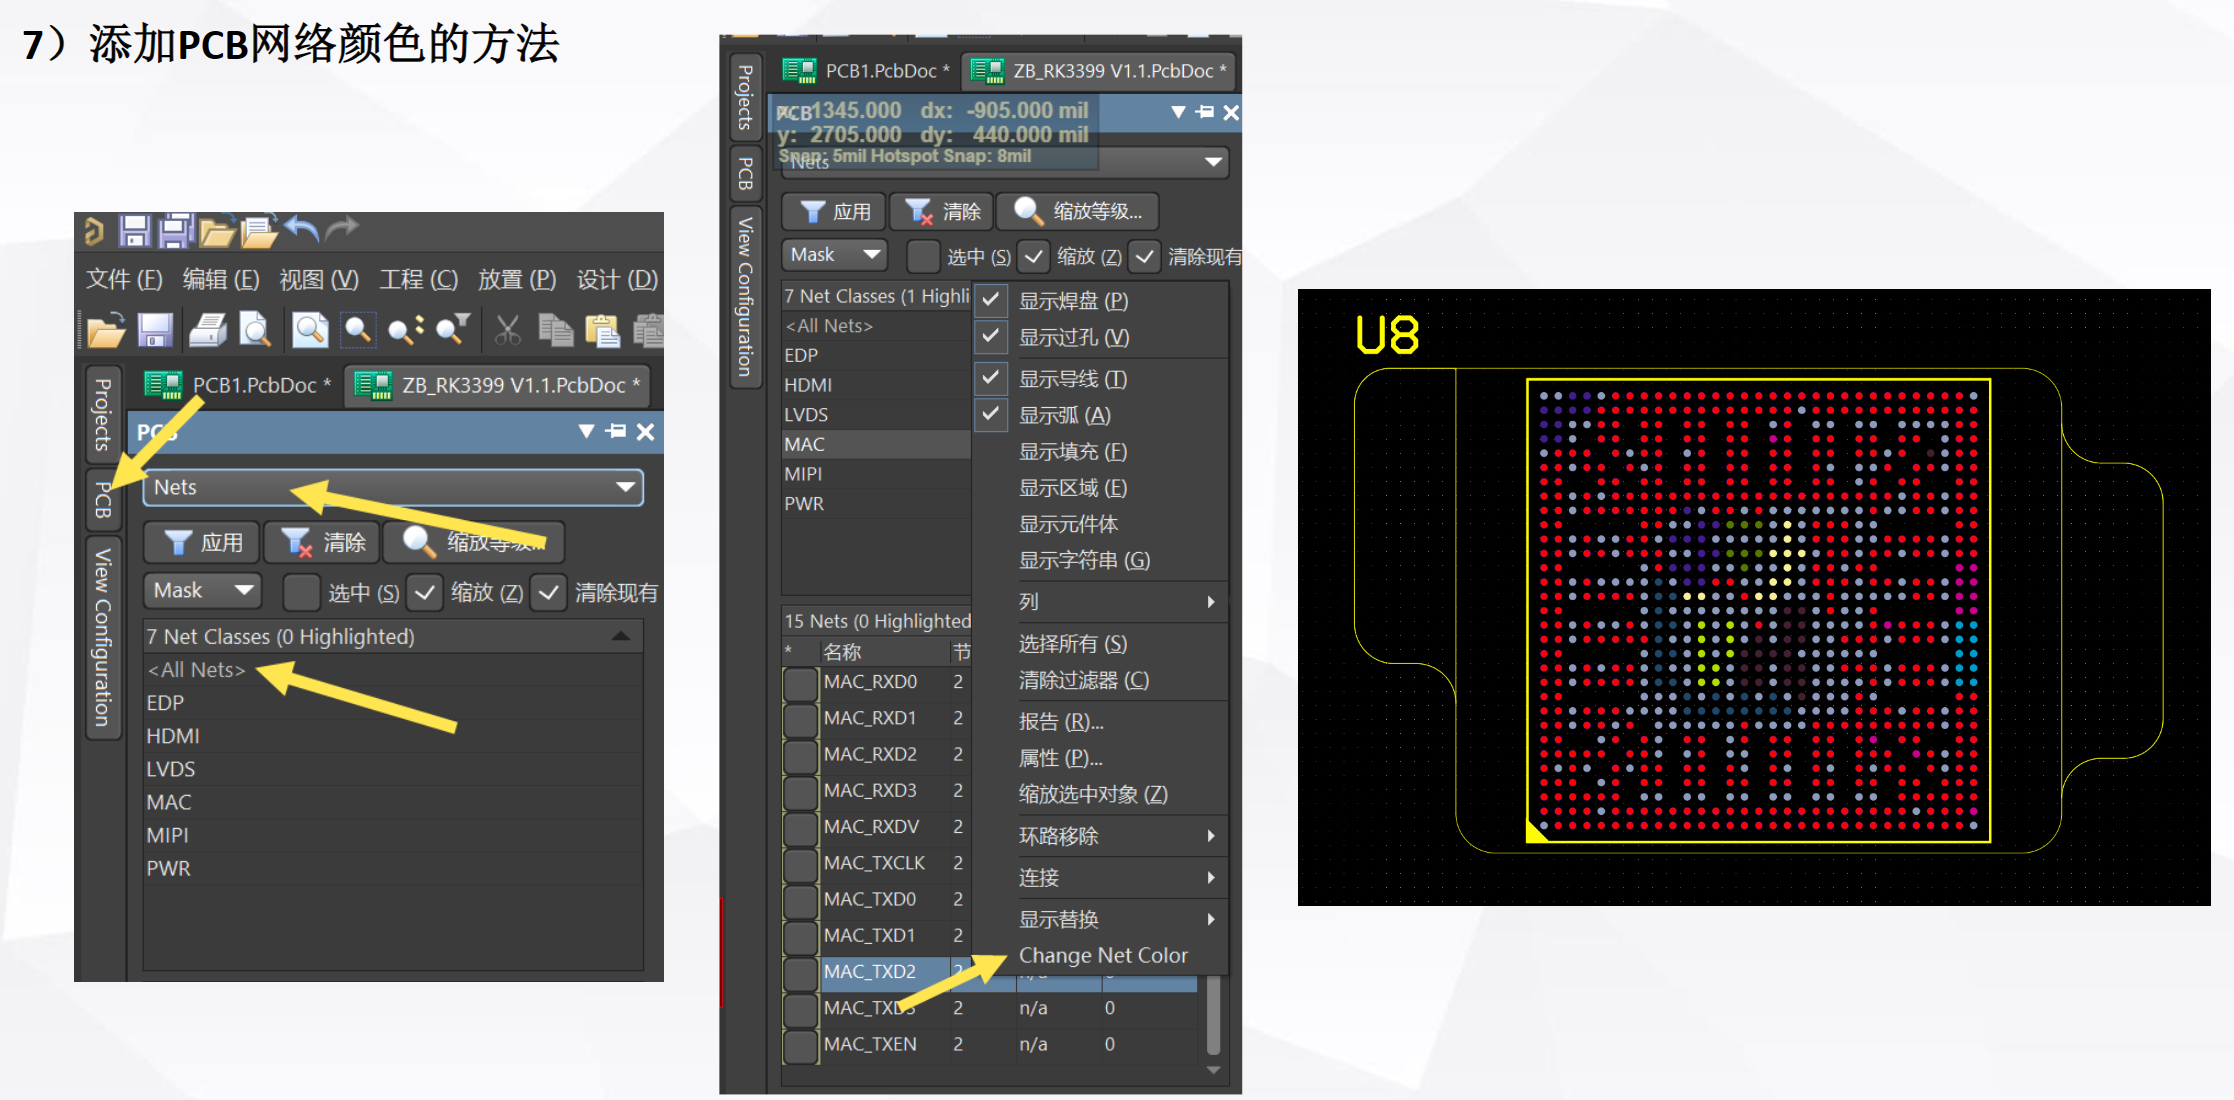 7）添加PCB网络颜色的方法
文件 (F) 编辑 (E) 视图 (V) 工程 (C) 放置 (P) 设计 (D)
Projects
PCB
View Configuration
PCB1.PcbDoc *
ZB_RK3399 V1.1.PcbDoc *
PCB
Nets
应用
清除
缩放等级...
Mask
选中 (S)
缩放 (Z)
清除现有
7 Net Classes (0 Highlighted)
<All Nets>
EDP
HDMI
LVDS
MAC
MIPI
PWR
Projects
PCB
View Configuration
PCB1.PcbDoc *
ZB_RK3399 V1.1.PcbDoc *
PCB
x: 1345.000 dx: -905.000 mil
y: 2705.000 dy: 440.000 mil
Snap: 5mil Hotspot Snap: 8mil
Nets
应用
清除
缩放等级...
Mask
选中 (S)
缩放 (Z)
清除现有
7 Net Classes (1 Highli
<All Nets>
EDP
HDMI
LVDS
MAC
MIPI
PWR
显示焊盘 (P)
显示过孔 (V)
显示导线 (T)
显示弧 (A)
显示填充 (F)
显示区域 (E)
显示元件体
显示字符串 (G)
列
选择所有 (S)
清除过滤器 (C)
报告 (R)...
属性 (P)...
缩放选中对象 (Z)
环路移除
连接
显示替换
Change Net Color
15 Nets (0 Highlighted
* 名称 节
MAC_RXD0 2
MAC_RXD1 2
MAC_RXD2 2
MAC_RXD3 2
MAC_RXDV 2
MAC_TXCLK 2
MAC_TXD0 2
MAC_TXD1 2
MAC_TXD2 2
MAC_TXD3 2 n/a 0
MAC_TXEN 2 n/a 0
U8